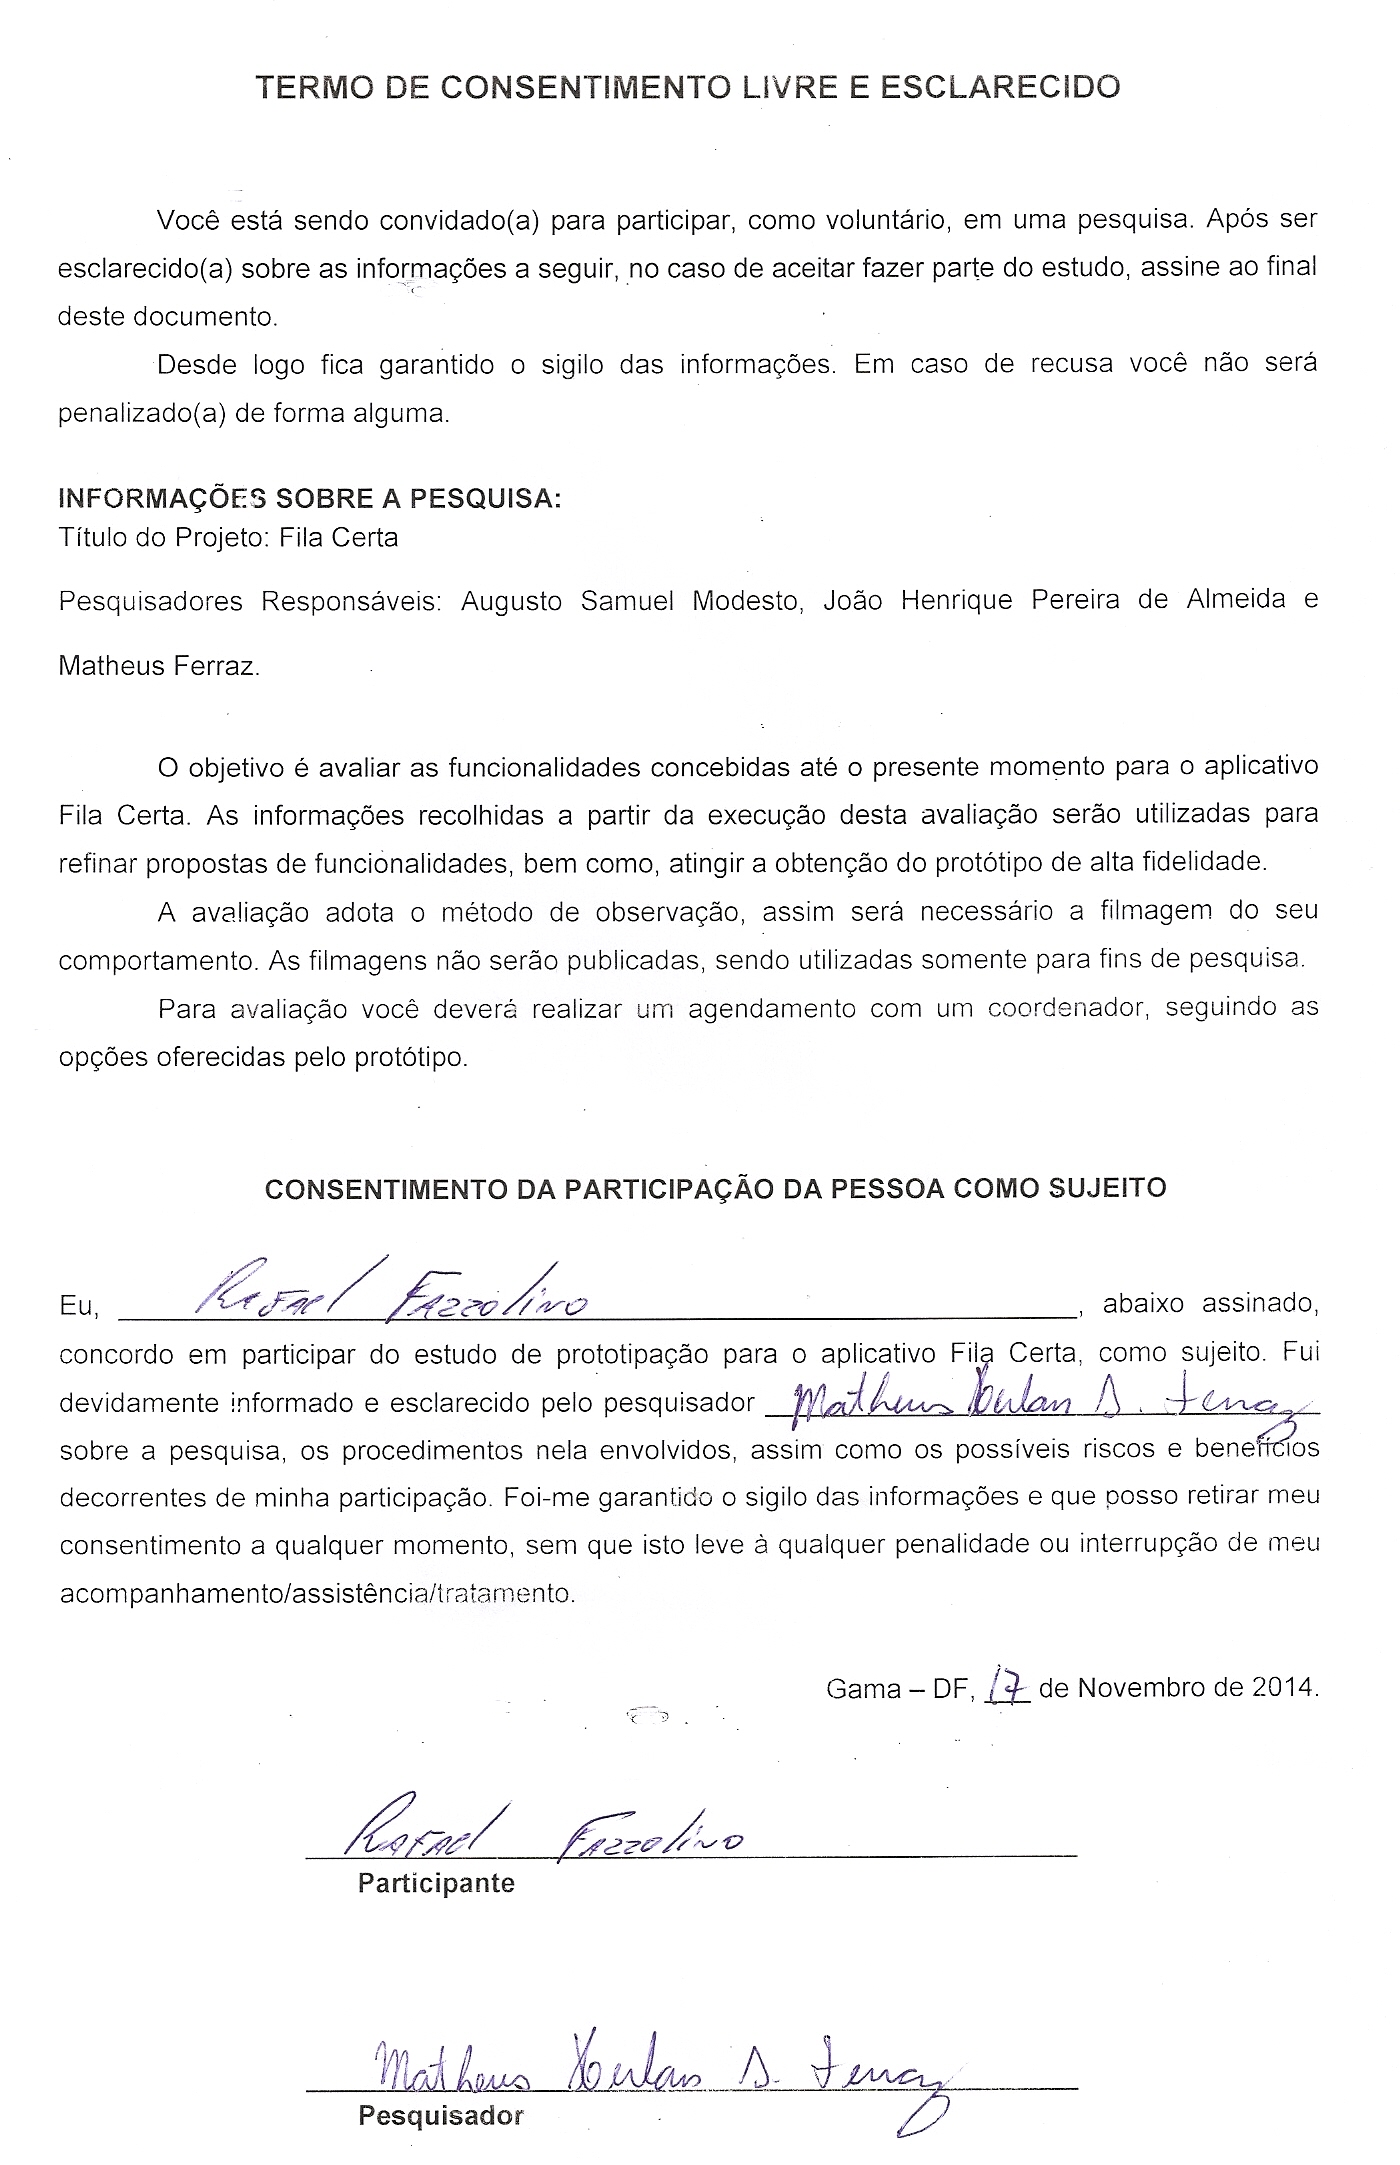 TERMO DE CONSENTIMENTO LIVRE E ESCLARECIDO
Você está sendo convidado(a) para participar, como voluntário, em uma pesquisa. Após ser
esclarecido(a) sobre as informações a seguir, no caso de aceitar fazer parte do estudo, assine ao final
deste documento.
Desde logo fica garantido o sigilo das informações. Em caso de recusa você não será
penalizado(a) de forma alguma.
INFORMAÇÕES SOBRE A PESQUISA:
Título do Projeto: Fila Certa
Pesquisadores Responsáveis: Augusto Samuel Modesto, João Henrique Pereira de Almeida e
Matheus Ferraz.
O objetivo é avaliar as funcionalidades concebidas até o presente momento para o aplicativo
Fila Certa. As informações recolhidas a partir da execução desta avaliação serão utilizadas para
refinar propostas de funcionalidades, bem como, atingir a obtenção do protótipo de alta fidelidade.
A avaliação adota o método de observação, assim será necessário a filmagem do seu
comportamento. As filmagens não serão publicadas, sendo utilizadas somente para fins de pesquisa.
Para avaliação você deverá realizar um agendamento com um coordenador, seguindo as
opções oferecidas pelo protótipo.
CONSENTIMENTO DA PARTICIPAÇÃO DA PESSOA COMO SUJEITO
Eu, Rafael Fazzolino, abaixo assinado,
concordo em participar do estudo de prototipação para o aplicativo Fila Certa, como sujeito. Fui
devidamente informado e esclarecido pelo pesquisador Matheus S. Ferraz
sobre a pesquisa, os procedimentos nela envolvidos, assim como os possíveis riscos e benefícios
decorrentes de minha participação. Foi-me garantido o sigilo das informações e que posso retirar meu
consentimento a qualquer momento, sem que isto leve à qualquer penalidade ou interrupção de meu
acompanhamento/assistência/tratamento.
Gama – DF, 17 de Novembro de 2014.
Rafael Fazzolino
Participante
Matheus S. Ferraz
Pesquisador